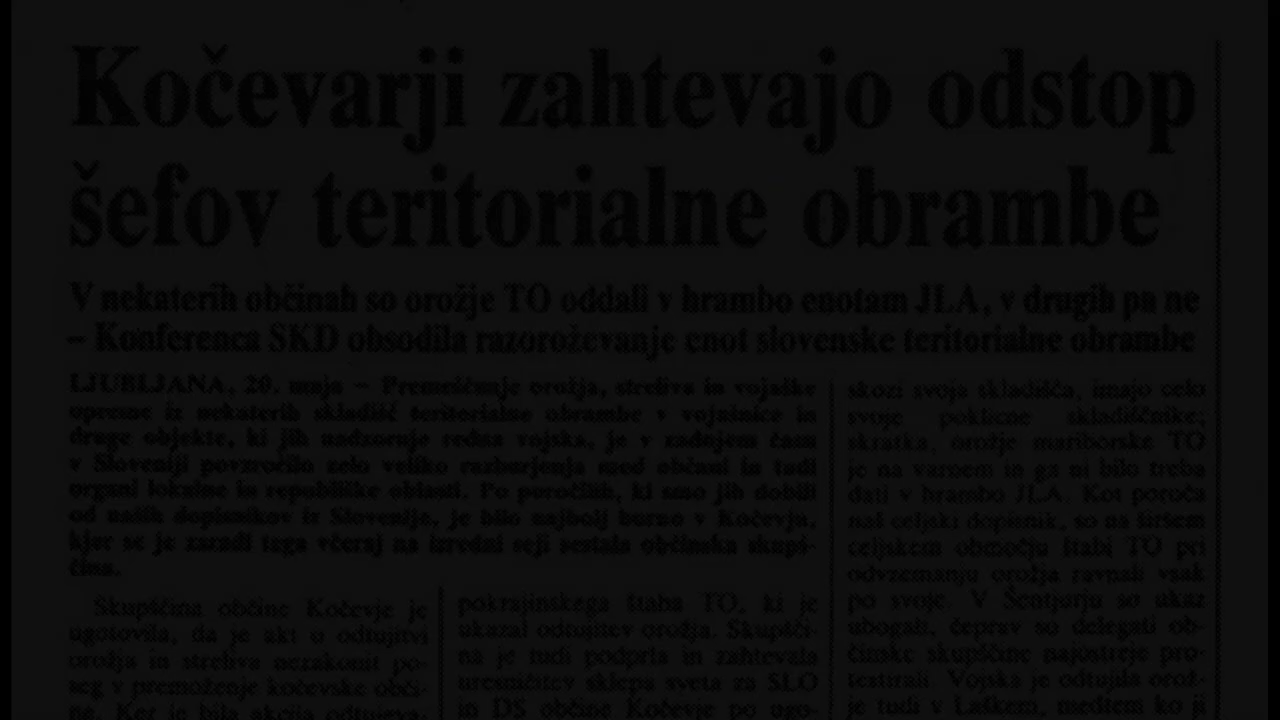 Kočevarji zahtevajo odstop
šefov teritorialne obrambe
V nekaterih občinah so orožje TO oddali v hrambo enotam JLA, v drugih pa ne
– Konferenca SKD obsodila razoroževanje enot slovenske teritorialne obrambe
LJUBLJANA, 20. maja – Premeščanje orožja, streliva in vojaške
opreme iz nekaterih skladišč teritorialne obrambe v vojašnice in
druge objekte, ki jih nadzoruje redna vojska, je v zadnjem času
v Sloveniji povzročilo zelo veliko razburjenja med občani in tudi
organi lokalne in republiške oblasti. Po poročilih, ki smo jih dobili
od naših dopisnikov iz Slovenije, je bilo najbolj burno v Kočevju,
kjer se je zaradi tega včeraj na izredni seji sestala občinska skupš-
čina.
Skupščina občine Kočevje je
ugotovila, da je akt o odtujitvi
orožja in streliva nezakonit po-
seg v premoženje kočevske obči-
ne. Ker je bila akcija odtujeva-
pokrajinskega štaba TO, ki je
ukazal odtujitev orožja. Skupšči-
na je tudi podprla in zahtevala
uresničitev sklepa sveta za SLO
in DS občine Kočevje po ugo-
skozi svoja skladišča, imajo celo
svoje poklicne skladiščnike,
skratka, orožje mariborske TO
je na varnem in ga ni bilo treba
dati v hrambo JLA. Kot poroča
naš celjski dopisnik, so na širšem
celjskem območju štabi TO pri
odvzemanju orožja ravnali vsak
po svoje. V Šentjurju so ukaz
ubogali, čeprav so delegati ob-
činske skupščine najostreje pro-
testirali. Vojska je odtujila orož-
je tudi v Laškem, medtem ko ji